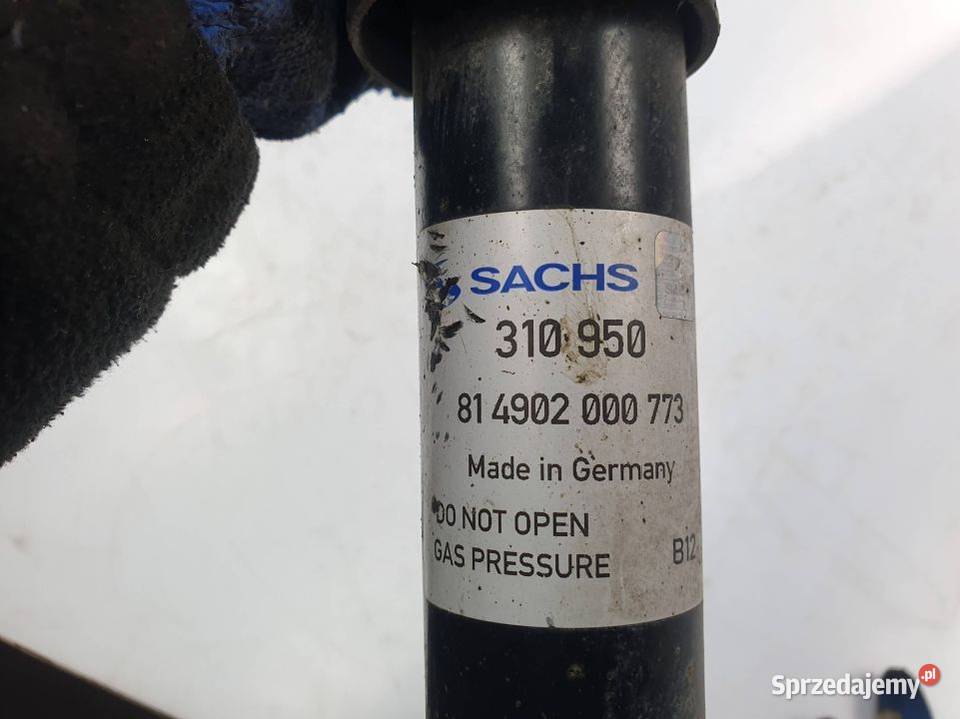 SACHS
310 950
81 4902 000 773
Made in Germany
DO NOT OPEN
GAS PRESSURE
B12
Sprzedajemy.pl